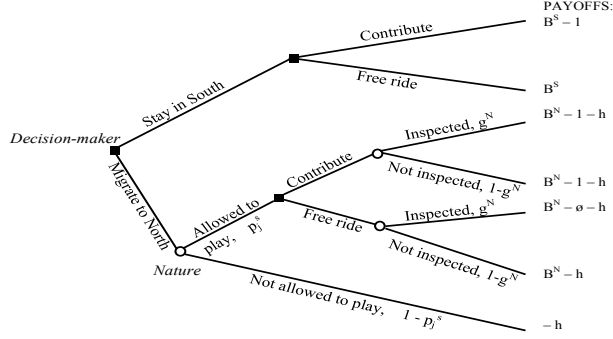 PAYOFFS:
Contribute
B^S – 1
Stay in South
Free ride
B^S
Decision-maker
Inspected, g^N
B^N – 1 – h
Contribute
Not inspected, 1-g^N
B^N – 1 – h
Migrate to North
Allowed to
play, p_j^s
Inspected, g^N
B^N – ø – h
Free ride
Not inspected, 1-g^N
B^N – h
Nature
Not allowed to play, 1 - p_j^s
– h